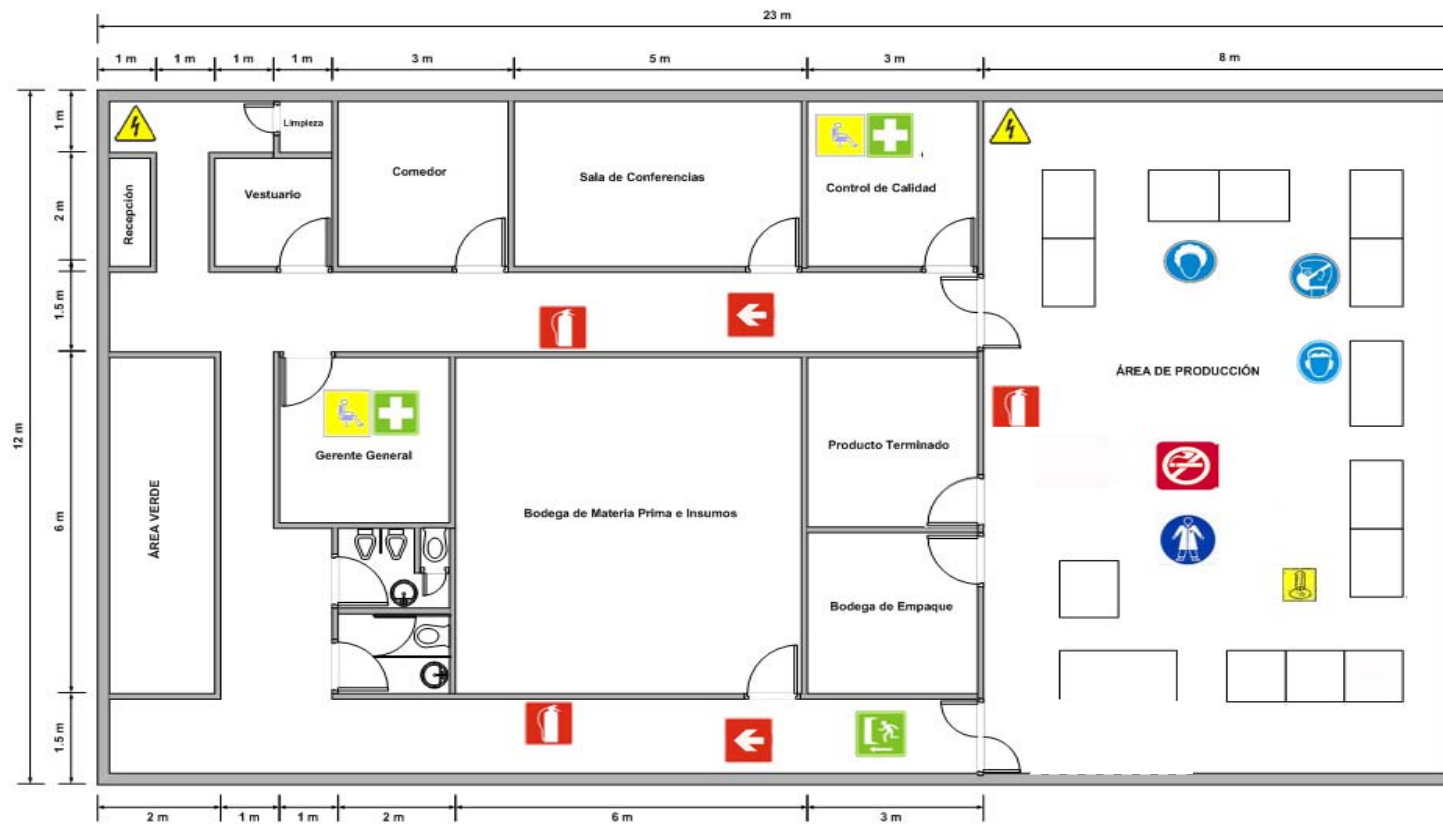 23 m
1 m
1 m
1 m
1 m
3 m
5 m
3 m
8 m
1 m
Limpieza
Comedor
Sala de Conferencias
Control de Calidad
Vestuario
Recepción
2 m
1.5 m
ÁREA DE PRODUCCIÓN
12 m
Gerente General
Producto Terminado
ÁREA VERDE
6 m
Bodega de Materia Prima e Insumos
Bodega de Empaque
1.5 m
2 m
1 m
1 m
2 m
6 m
3 m